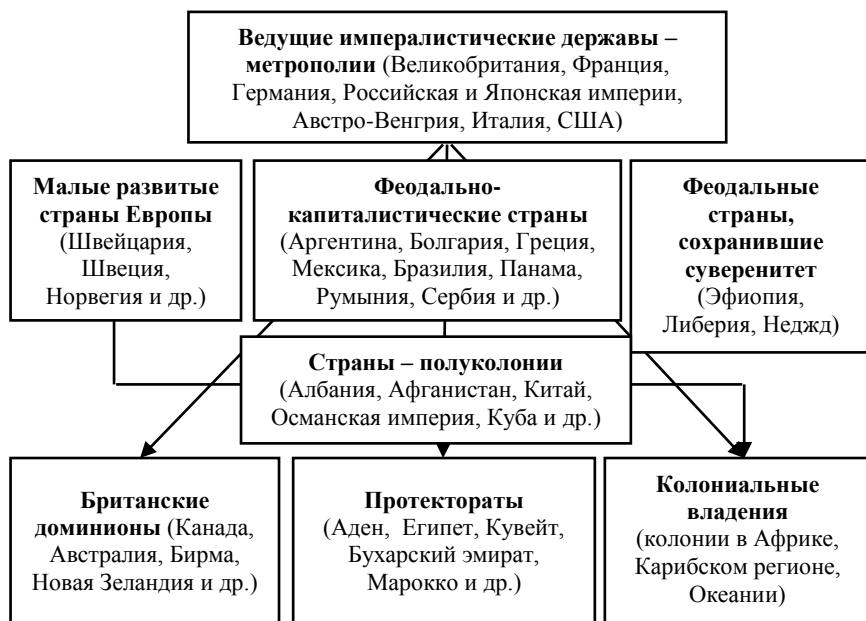 Ведущие импералистические державы –
метрополии (Великобритания, Франция,
Германия, Российская и Японская империи,
Австро-Венгрия, Италия, США)
Малые развитые
страны Европы
(Швейцария,
Швеция,
Норвегия и др.)
Феодально-
капиталистические страны
(Аргентина, Болгария, Греция,
Мексика, Бразилия, Панама,
Румыния, Сербия и др.)
Феодальные
страны,
сохранившие
суверенитет
(Эфиопия,
Либерия, Неджд)
Страны – полуколонии
(Албания, Афганистан, Китай,
Османская империя, Куба и др.)
Британские
доминионы (Канада,
Австралия, Бирма,
Новая Зеландия и др.)
Протектораты
(Аден, Египет, Кувейт,
Бухарский эмират,
Марокко и др.)
Колониальные
владения
(колонии в Африке,
Карибском регионе,
Океании)